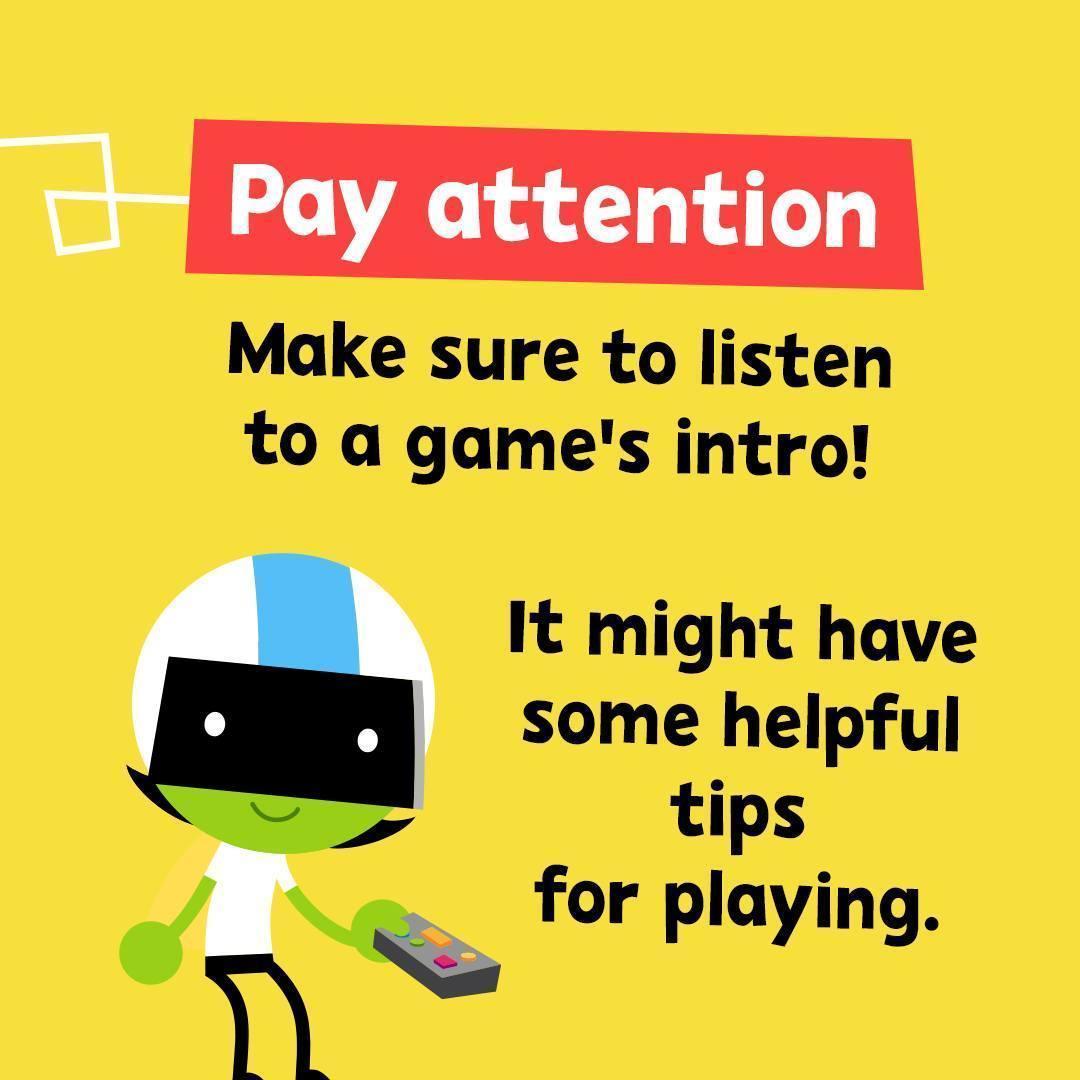 Pay attention
Make sure to listen
to a game's intro!
It might have
some helpful
tips
for playing.